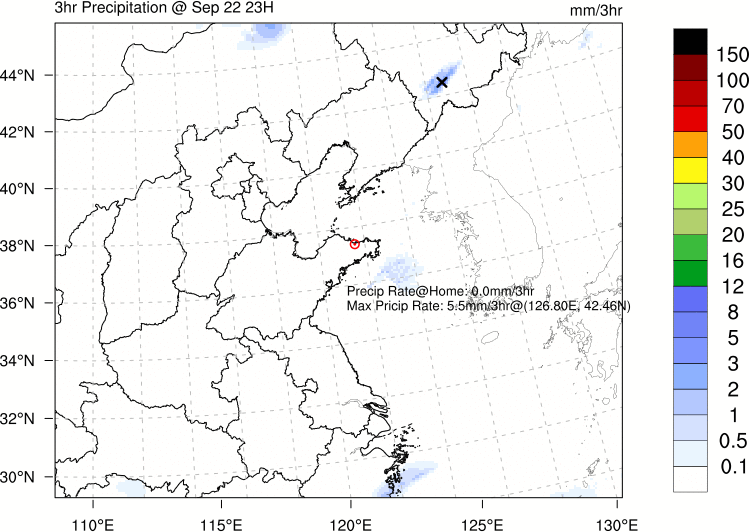 3hr Precipitation @ Sep 22 23H
mm/3hr
44°N
42°N
40°N
38°N
36°N
34°N
32°N
30°N
Precip Rate@Home: 0.0mm/3hr
Max Pricip Rate: 5.5mm/3hr@(126.80E, 42.46N)
110°E
115°E
120°E
125°E
130°E
150
100
70
50
40
30
25
20
16
12
8
5
3
2
1
0.5
0.1